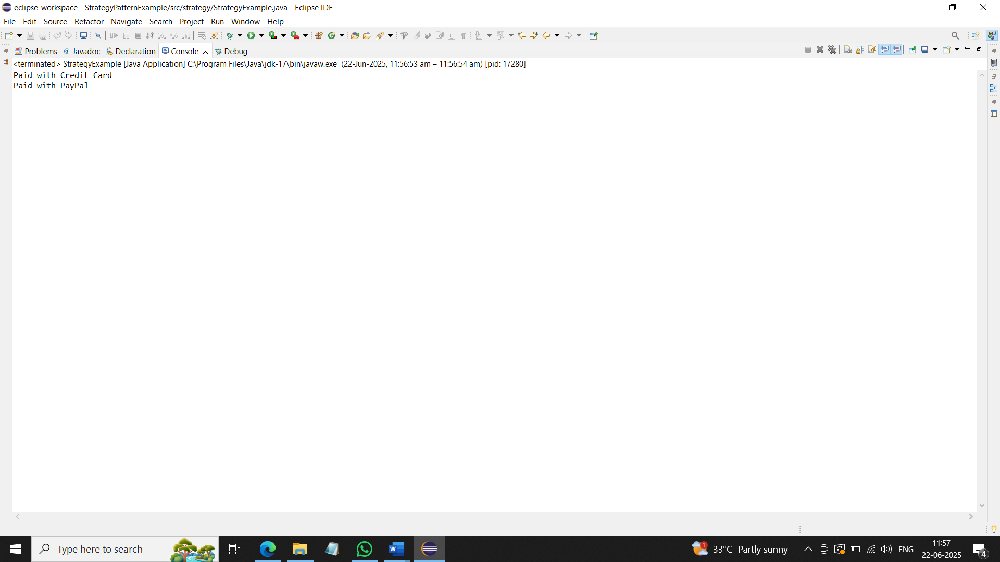 eclipse-workspace - StrategyPatternExample/src/strategy/StrategyExample.java - Eclipse IDE
File Edit Source Refactor Navigate Search Project Run Window Help
Problems @ Javadoc Declaration Console Debug
<terminated> StrategyExample [Java Application] C:\Program Files\Java\jdk-17\bin\javaw.exe (22-Jun-2025, 11:56:53 am – 11:56:54 am) [pid: 17280]
Paid with Credit Card
Paid with PayPal
Type here to search
1
33°C Partly sunny
ENG
11:57
22-06-2025
4